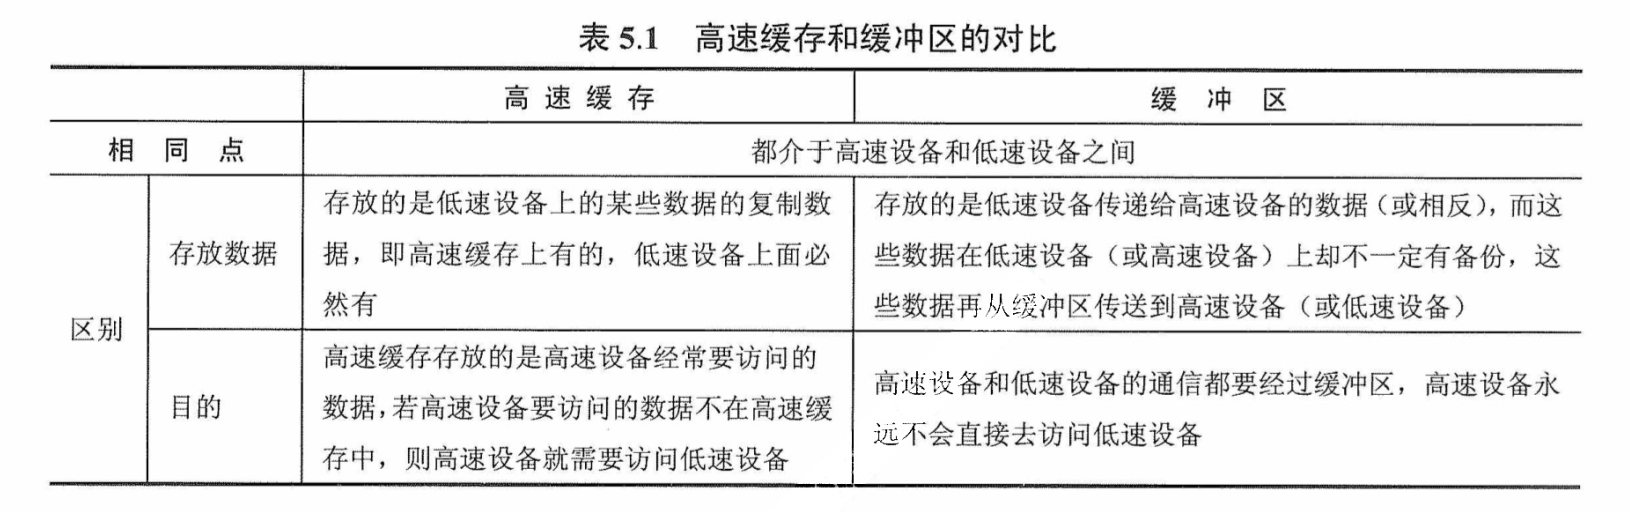 表 5.1 高速缓存和缓冲区的对比
高速缓存 缓冲区
相同点 都介于高速设备和低速设备之间
区别
存放数据
存放的是低速设备上的某些数据的复制数
据，即高速缓存上有的，低速设备上面必
然有
存放的是低速设备传递给高速设备的数据（或相反），而这
些数据在低速设备（或高速设备）上却不一定有备份，这
些数据再从缓冲区传送到高速设备（或低速设备）
目的
高速缓存存放的是高速设备经常要访问的
数据，若高速设备要访问的数据不在高速缓
存中，则高速设备就需要访问低速设备
高速设备和低速设备的通信都要经过缓冲区，高速设备永
远不会直接去访问低速设备